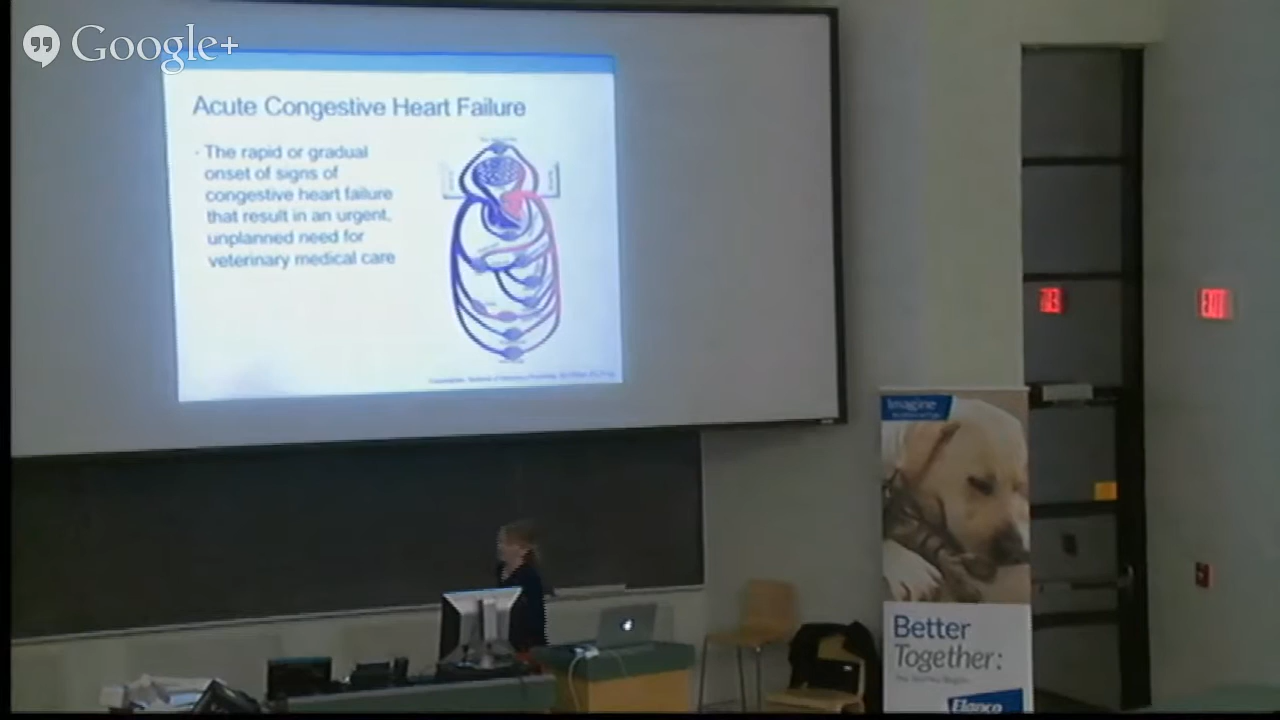 Google+
Acute Congestive Heart Failure
· The rapid or gradual
onset of signs of
congestive heart failure
that result in an urgent,
unplanned need for
veterinary medical care
EXIT
Imagine
Better
Together:
Elanco